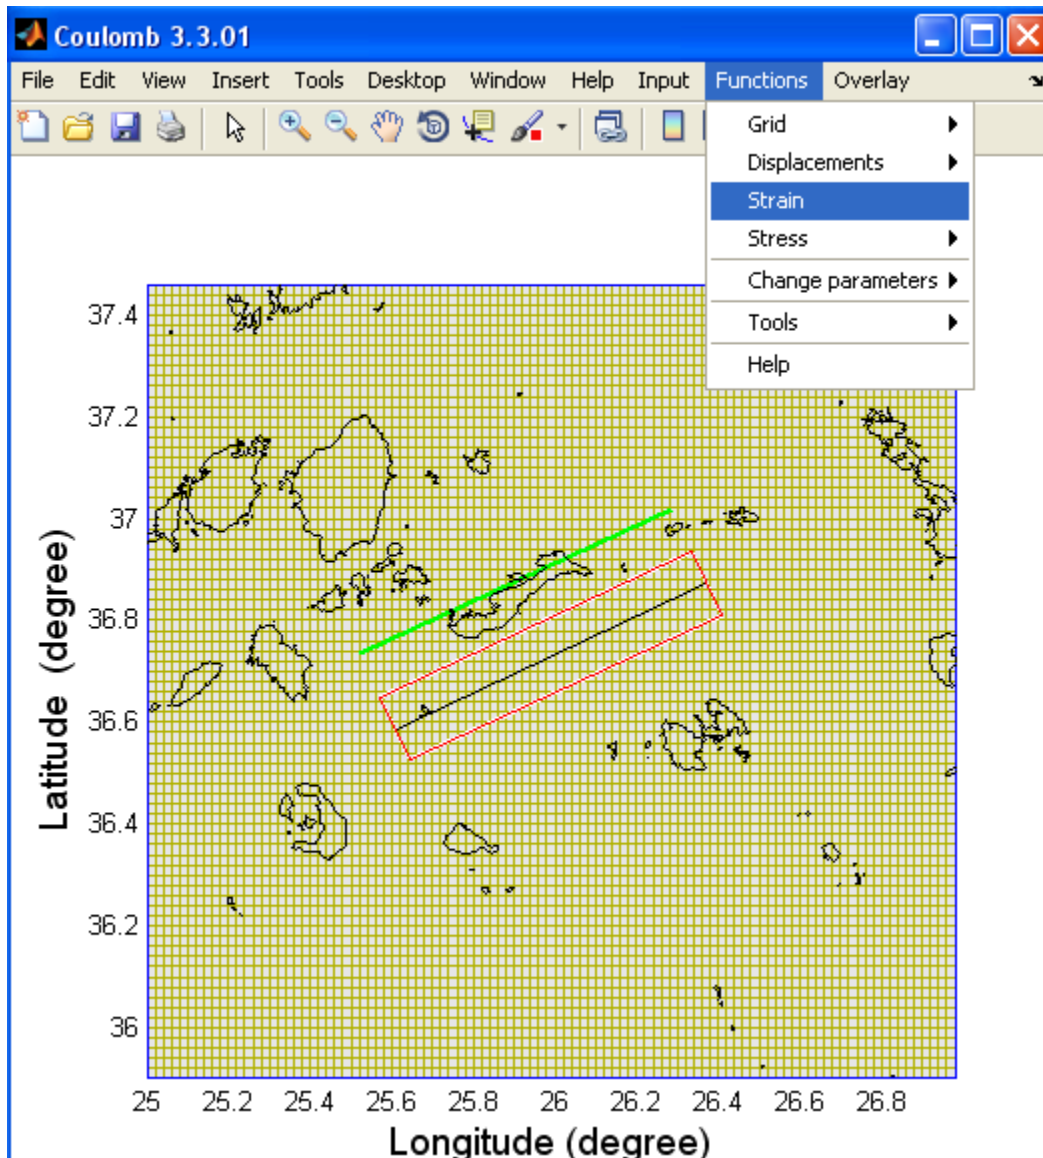 Coulomb 3.3.01
File Edit View Insert Tools Desktop Window Help Input Functions Overlay
Grid
Displacements
Strain
Stress
Change parameters
Tools
Help
37.4
37.2
37
36.8
36.6
36.4
36.2
36
Latitude (degree)
25 25.2 25.4 25.6 25.8 26 26.2 26.4 26.6 26.8
Longitude (degree)